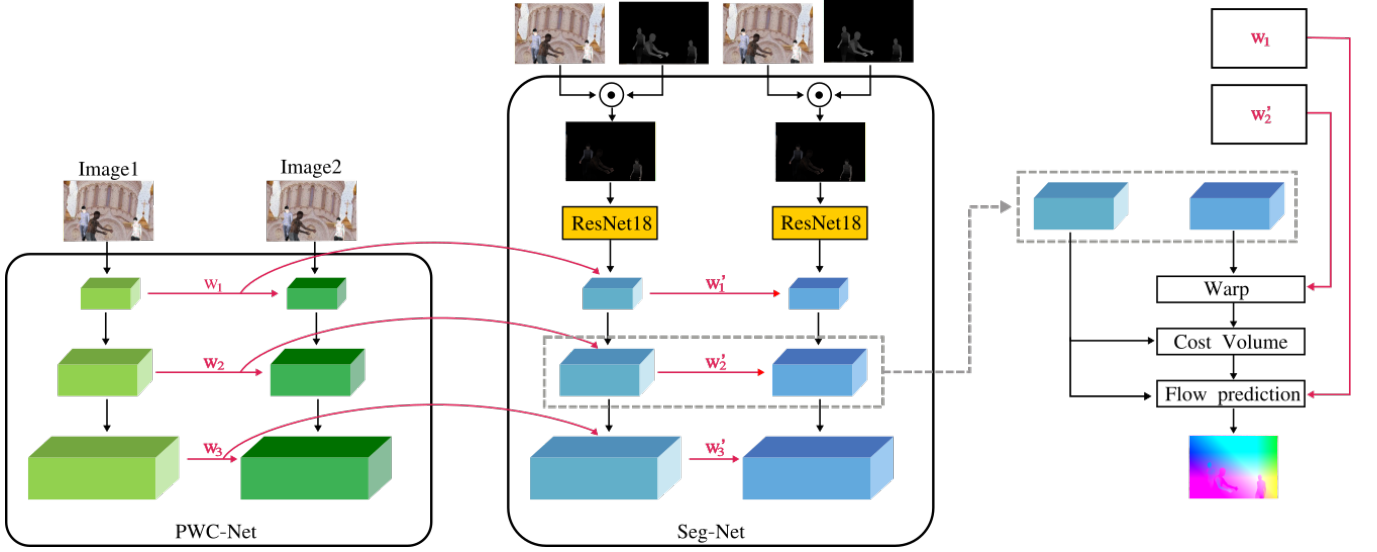 Image1
Image2
w₁
w₂
w₃
PWC-Net
ResNet18
ResNet18
w₁'
w₂'
w₃'
Seg-Net
w₁
w₂'
Warp
Cost Volume
Flow prediction